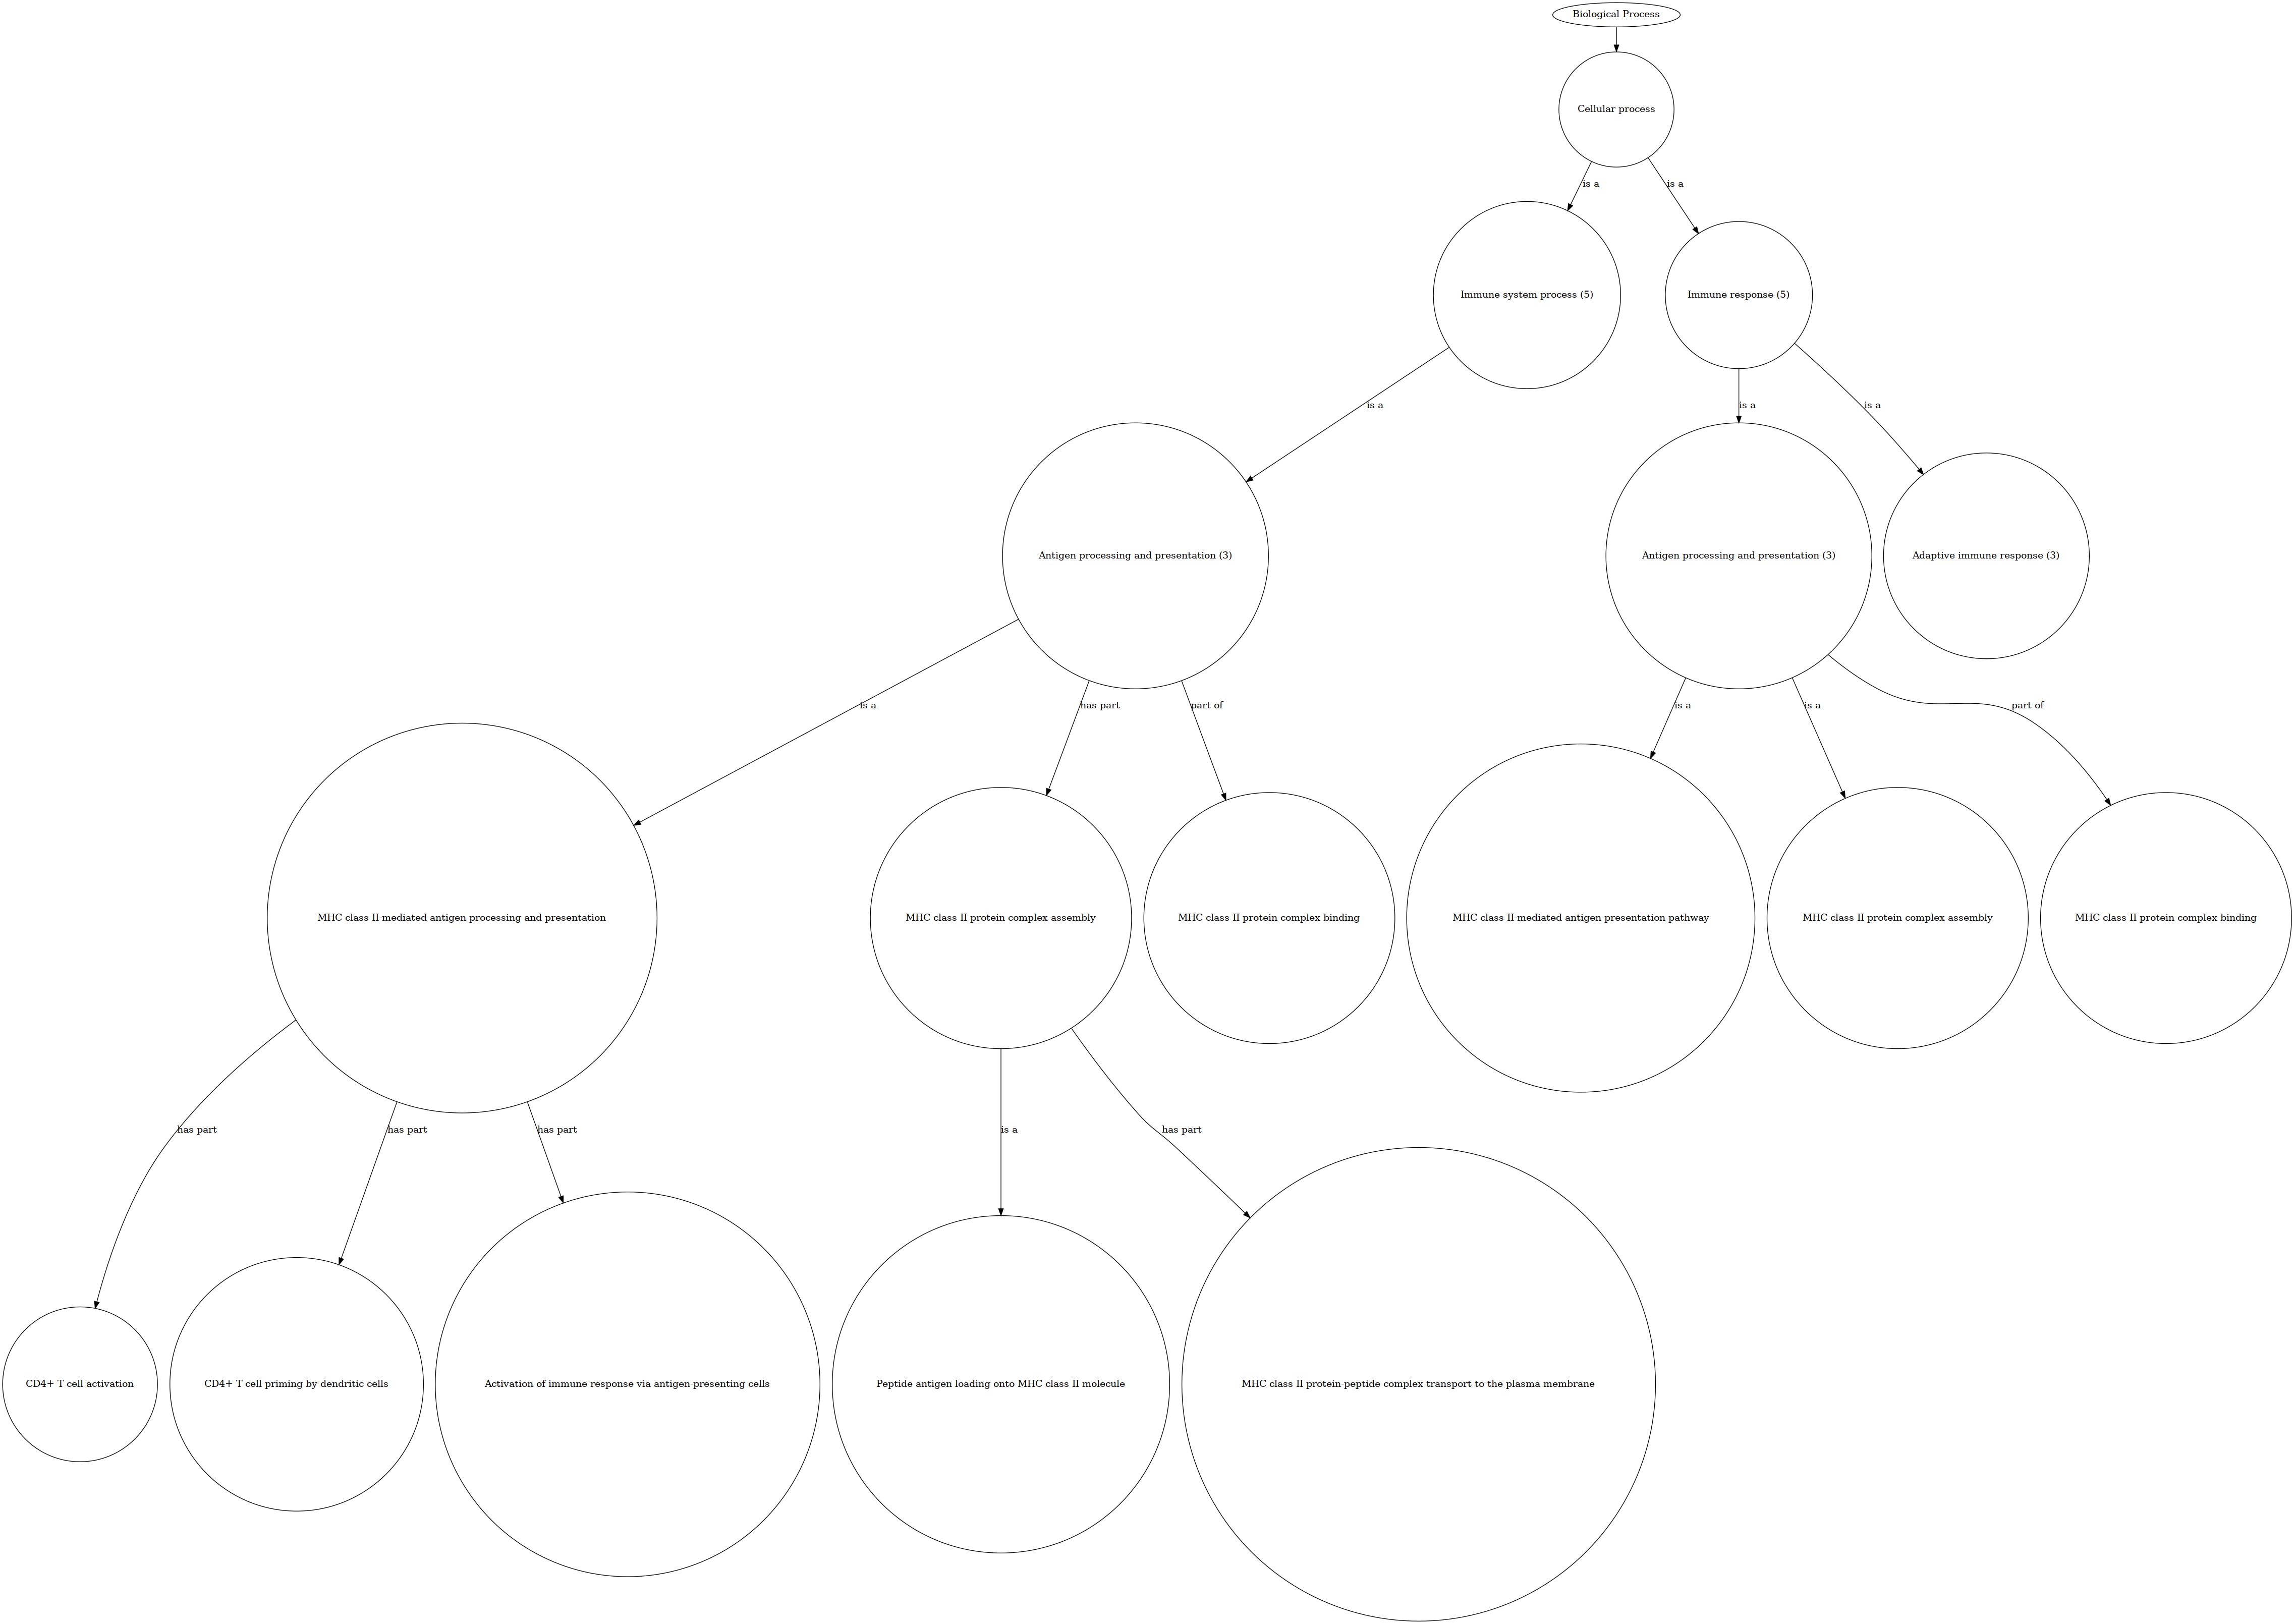 Biological Process
Cellular process
is a
is a
Immune system process (5)
Immune response (5)
is a
is a
is a
Antigen processing and presentation (3)
Antigen processing and presentation (3)
Adaptive immune response (3)
is a
has part
part of
is a
is a
part of
MHC class II-mediated antigen processing and presentation
MHC class II protein complex assembly
MHC class II protein complex binding
MHC class II-mediated antigen presentation pathway
MHC class II protein complex assembly
MHC class II protein complex binding
has part
has part
has part
is a
has part
CD4+ T cell activation
CD4+ T cell priming by dendritic cells
Activation of immune response via antigen-presenting cells
Peptide antigen loading onto MHC class II molecule
MHC class II protein-peptide complex transport to the plasma membrane